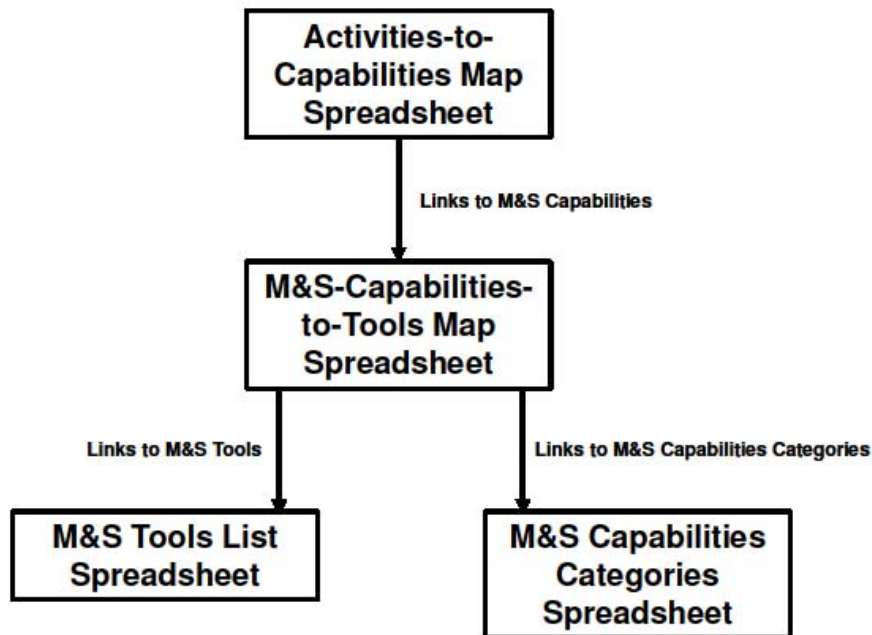 Activities-to-
Capabilities Map
Spreadsheet
Links to M&S Capabilities
M&S-Capabilities-
to-Tools Map
Spreadsheet
Links to M&S Tools
Links to M&S Capabilities Categories
M&S Tools List
Spreadsheet
M&S Capabilities
Categories
Spreadsheet